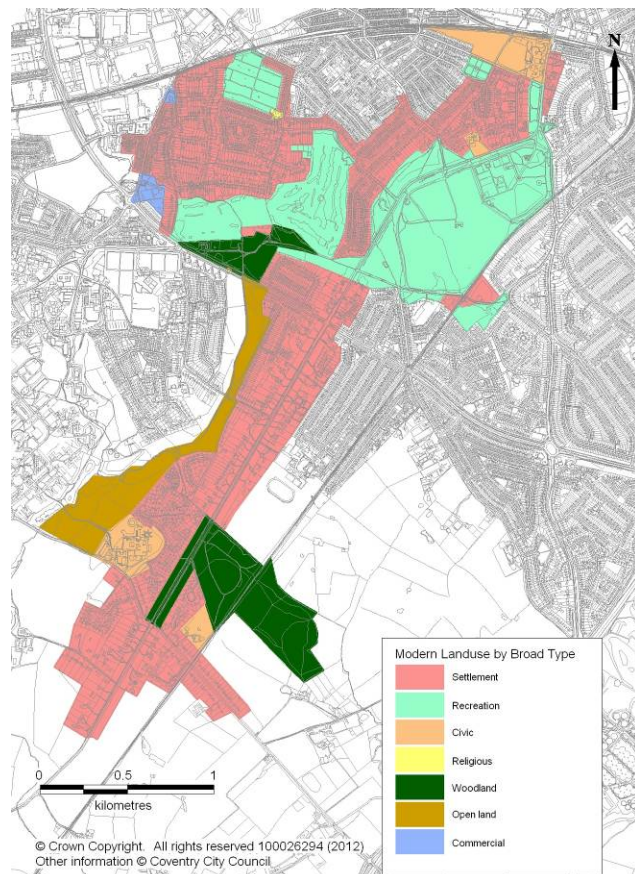 N
Modern Landuse by Broad Type
Settlement
Recreation
Civic
Religious
Woodland
Open land
Commercial
0 0.5 1
kilometres
© Crown Copyright. All rights reserved 100026294 (2012)
Other information © Coventry City Council